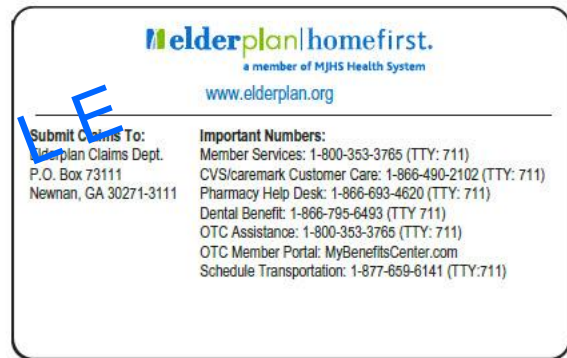 elderplan|homefirst.
a member of MJHS Health System
www.elderplan.org
LE
Submit Claims To:
Elderplan Claims Dept.
P.O. Box 73111
Newnan, GA 30271-3111
Important Numbers:
Member Services: 1-800-353-3765 (TTY: 711)
CVS/caremark Customer Care: 1-866-490-2102 (TTY: 711)
Pharmacy Help Desk: 1-866-693-4620 (TTY: 711)
Dental Benefit: 1-866-795-6493 (TTY 711)
OTC Assistance: 1-800-353-3765 (TTY: 711)
OTC Member Portal: MyBenefitsCenter.com
Schedule Transportation: 1-877-659-6141 (TTY:711)